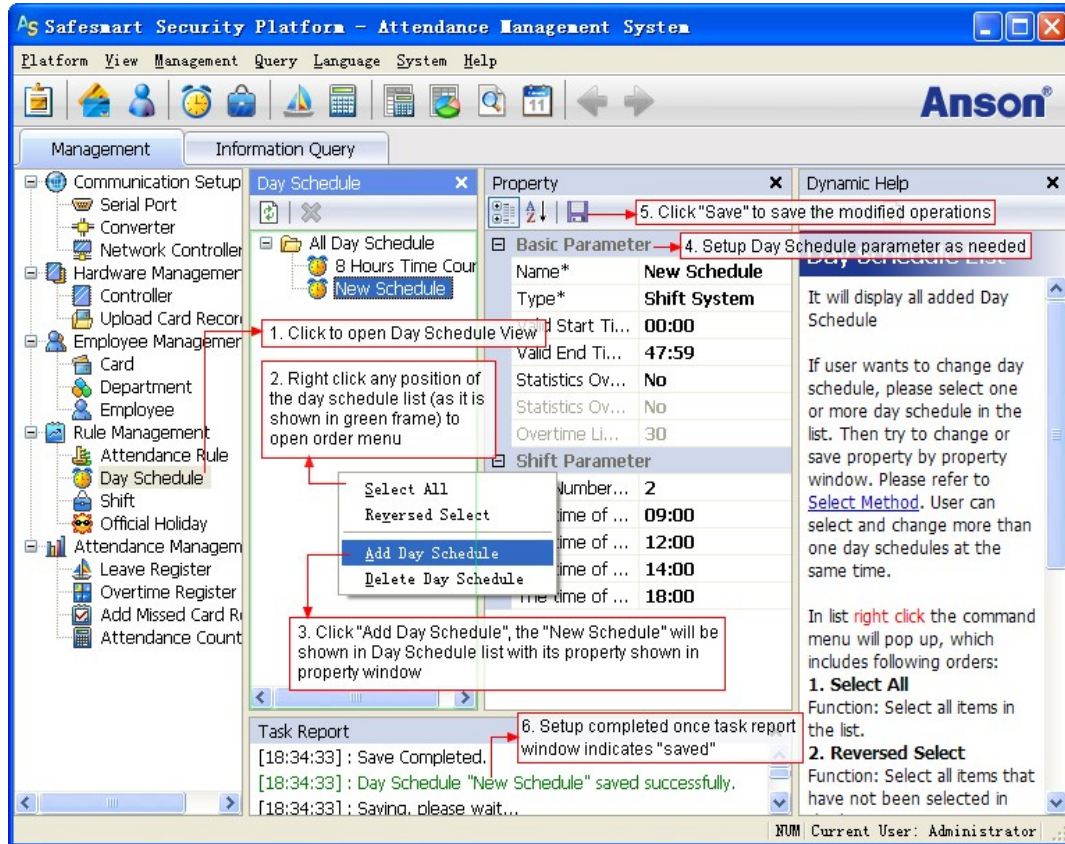 AS Safesmart Security Platform - Attendance Management System
Platform View Management Query Language System Help
11
Anson®
Management
Information Query
Communication Setup
Serial Port
Converter
Network Controller
Hardware Managemer
Controller
Upload Card Recor
Employee Managemer
Card
Department
Employee
Rule Management
Attendance Rule
Day Schedule
Shift
Official Holiday
Attendance Managem
Leave Register
Overtime Register
Add Missed Card R
Attendance Count
Day Schedule
All Day Schedule
8 Hours Time Cour
New Schedule
1. Click to open Day Schedule View
2. Right click any position of
the day schedule list (as it is
shown in green frame) to
open order menu
Select All
Reversed Select
Add Day Schedule
Delete Day Schedule
3. Click "Add Day Schedule", the "New Schedule" will be
shown in Day Schedule list with its property shown in
property window
Property
5. Click "Save" to save the modified operations
Basic Parameter
4. Setup Day Schedule parameter as needed
Name* New Schedule
Type* Shift System
Start Ti... 00:00
Valid End Ti... 47:59
Statistics Ov... No
Statistics Ov... No
Overtime Li... 30
Shift Parameter
Number... 2
time of ... 09:00
time of ... 12:00
time of ... 14:00
The time of ... 18:00
Dynamic Help
Day Schedule List
It will display all added Day
Schedule
If user wants to change day
schedule, please select one
or more day schedule in the
list. Then try to change or
save property by property
window. Please refer to
Select Method. User can
select and change more than
one day schedules at the
same time.
In list right click the command
menu will pop up, which
includes following orders:
1. Select All
Function: Select all items in
the list.
2. Reversed Select
Function: Select all items that
have not been selected in
Task Report
6. Setup completed once task report
window indicates "saved"
[18:34:33] : Save Completed.
[18:34:33] : Day Schedule "New Schedule" saved successfully.
[18:34:33] : Saving, please wait...
NUM Current User: Administrator